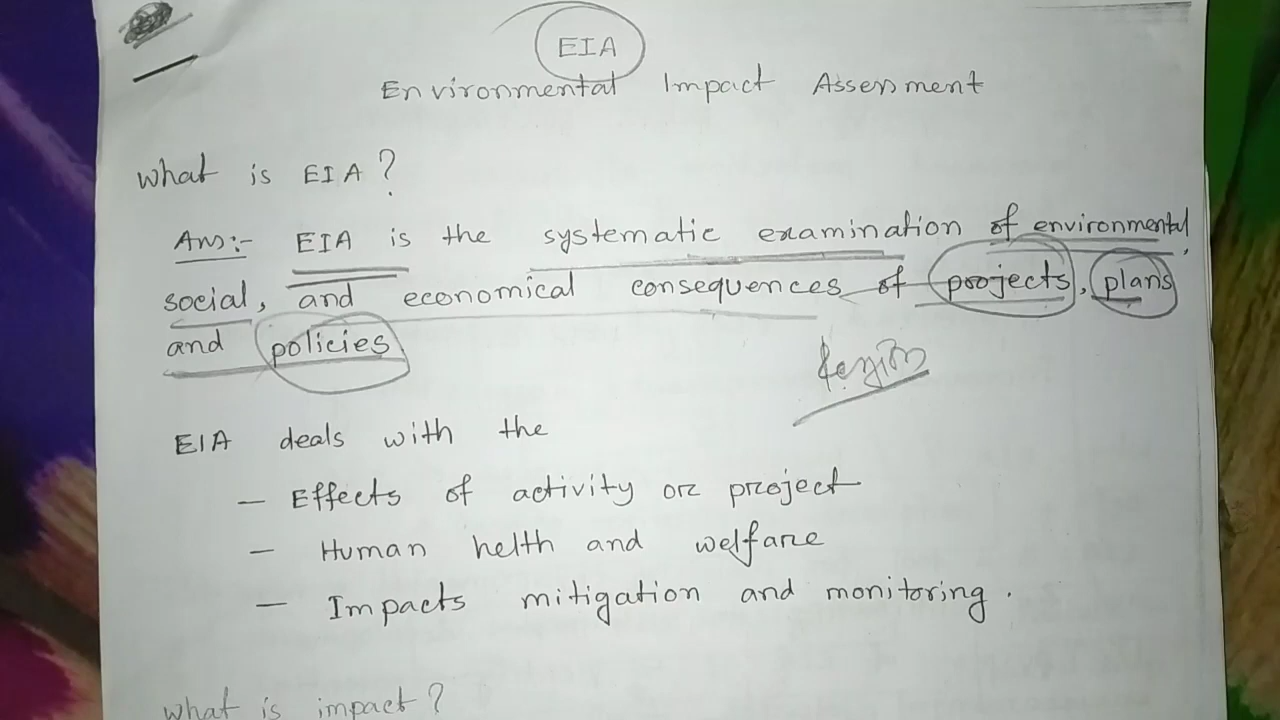 EIA
Environmental Impact Assessment
what is EIA?
Ans:- EIA is the systematic examination of environmental,
social, and economical consequences of projects, plans
and policies
EIA deals with the
- Effects of activity or project
- Human helth and welfare
- Impacts mitigation and monitoring.
what is impact?